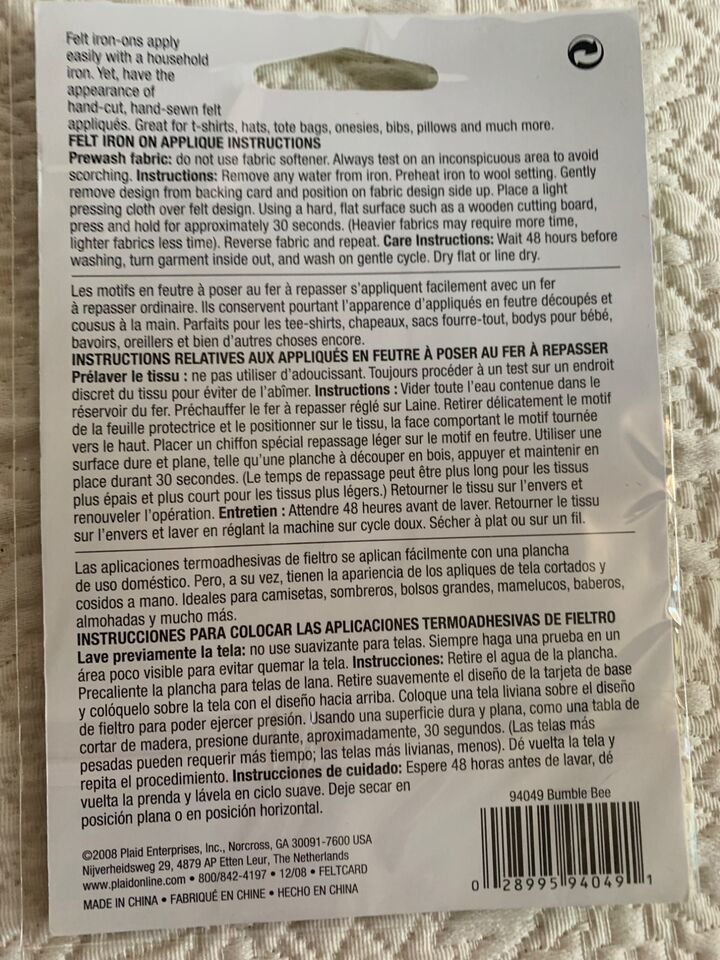 Felt iron-ons apply
easily with a household
iron. Yet, have the
appearance of
hand-cut, hand-sewn felt
appliqués. Great for t-shirts, hats, tote bags, onesies, bibs, pillows and much more.
FELT IRON ON APPLIQUE INSTRUCTIONS
Prewash fabric: do not use fabric softener. Always test on an inconspicuous area to avoid
scorching. Instructions: Remove any water from iron. Preheat iron to wool setting. Gently
remove design from backing card and position on fabric design side up. Place a light
pressing cloth over felt design. Using a hard, flat surface such as a wooden cutting board,
press and hold for approximately 30 seconds. (Heavier fabrics may require more time,
lighter fabrics less time). Reverse fabric and repeat. Care Instructions: Wait 48 hours before
washing, turn garment inside out, and wash on gentle cycle. Dry flat or line dry.
Les motifs en feutre à poser au fer à repasser s'appliquent facilement avec un fer
à repasser ordinaire. Ils conservent pourtant l'apparence d'appliqués en feutre découpés et
cousus à la main. Parfaits pour les tee-shirts, chapeaux, sacs fourre-tout, bodys pour bébé,
bavoirs, oreillers et bien d'autres choses encore.
INSTRUCTIONS RELATIVES AUX APPLIQUÉS EN FEUTRE À POSER AU FER À REPASSER
Prélaver le tissu : ne pas utiliser d'adoucissant. Toujours procéder à un test sur un endroit
discret du tissu pour éviter de l'abîmer. Instructions : Vider toute l'eau contenue dans le
réservoir du fer. Préchauffer le fer à repasser réglé sur Laine. Retirer délicatement le motif
de la feuille protectrice et le positionner sur le tissu, la face comportant le motif tournée
vers le haut. Placer un chiffon spécial repassage léger sur le motif en feutre. Utiliser une
surface dure et plane, telle qu'une planche à découper en bois, appuyer et maintenir en
place durant 30 secondes. (Le temps de repassage peut être plus long pour les tissus
plus épais et plus court pour les tissus plus légers.) Retourner le tissu sur l'envers et
renouveler l'opération. Entretien : Attendre 48 heures avant de laver. Retourner le tissu
sur l'envers et laver en réglant la machine sur cycle doux. Sécher à plat ou sur un fil.
Las aplicaciones termoadhesivas de fieltro se aplican fácilmente con una plancha
de uso doméstico. Pero, a su vez, tienen la apariencia de los apliques de tela cortados y
cosidos a mano. Ideales para camisetas, sombreros, bolsos grandes, mamelucos, baberos,
almohadas y mucho más.
INSTRUCCIONES PARA COLOCAR LAS APLICACIONES TERMOADHESIVAS DE FIELTRO
Lave previamente la tela: no use suavizante para telas. Siempre haga una prueba en un
área poco visible para evitar quemar la tela. Instrucciones: Retire el agua de la plancha.
Precaliente la plancha para telas de lana. Retire suavemente el diseño de la tarjeta de base
y colóquelo sobre la tela con el diseño hacia arriba. Coloque una tela liviana sobre el diseño
de fieltro para poder ejercer presión. Usando una superficie dura y plana, como una tabla de
cortar de madera, presione durante, aproximadamente, 30 segundos. (Las telas más
pesadas pueden requerir más tiempo; las telas más livianas, menos). Dé vuelta la tela y
repita el procedimiento. Instrucciones de cuidado: Espere 48 horas antes de lavar, dé
vuelta la prenda y lávela en ciclo suave. Deje secar en
posición plana o en posición horizontal.
94049 Bumble Bee
©2008 Plaid Enterprises, Inc., Norcross, GA 30091-7600 USA
Nijverheidsweg 29, 4879 AP Etten Leur, The Netherlands
www.plaidonline.com • 800/842-4197 • 12/08 • FELTCARD
MADE IN CHINA • FABRIQUÉ EN CHINE • HECHO EN CHINA
0 28995 94049 1